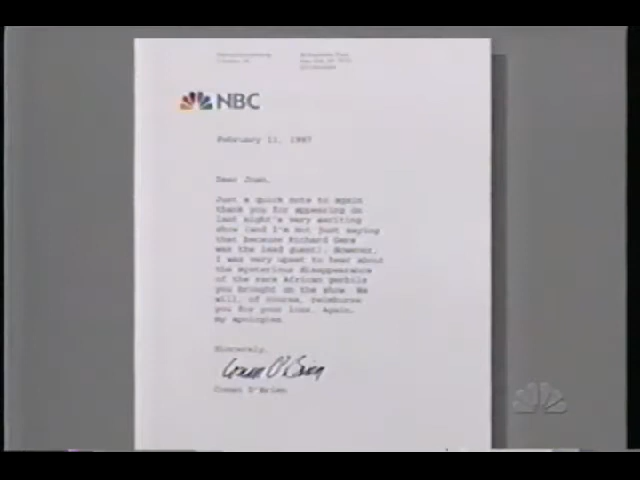 NBC
February 11, 1997
Dear Joan,
Just a quick note to again
thank you for appearing on
last night's very exciting
show (and I'm not just saying
that because Richard Gere
was the lead guest). However,
I was very upset to hear about
the mysterious disappearance
of the rare African gerbils
you brought on the show. We
will, of course, reimburse
you for your loss. Again,
my apologies.
Sincerely,
Conan O'Brien
Conan O'Brien